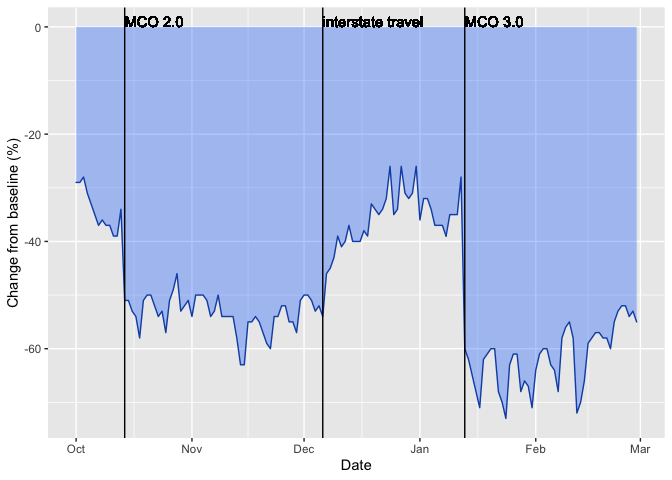 MCO 2.0 interstate travel MCO 3.0
0
-20
-40
-60
Change from baseline (%)
Oct Nov Dec Jan Feb Mar
Date